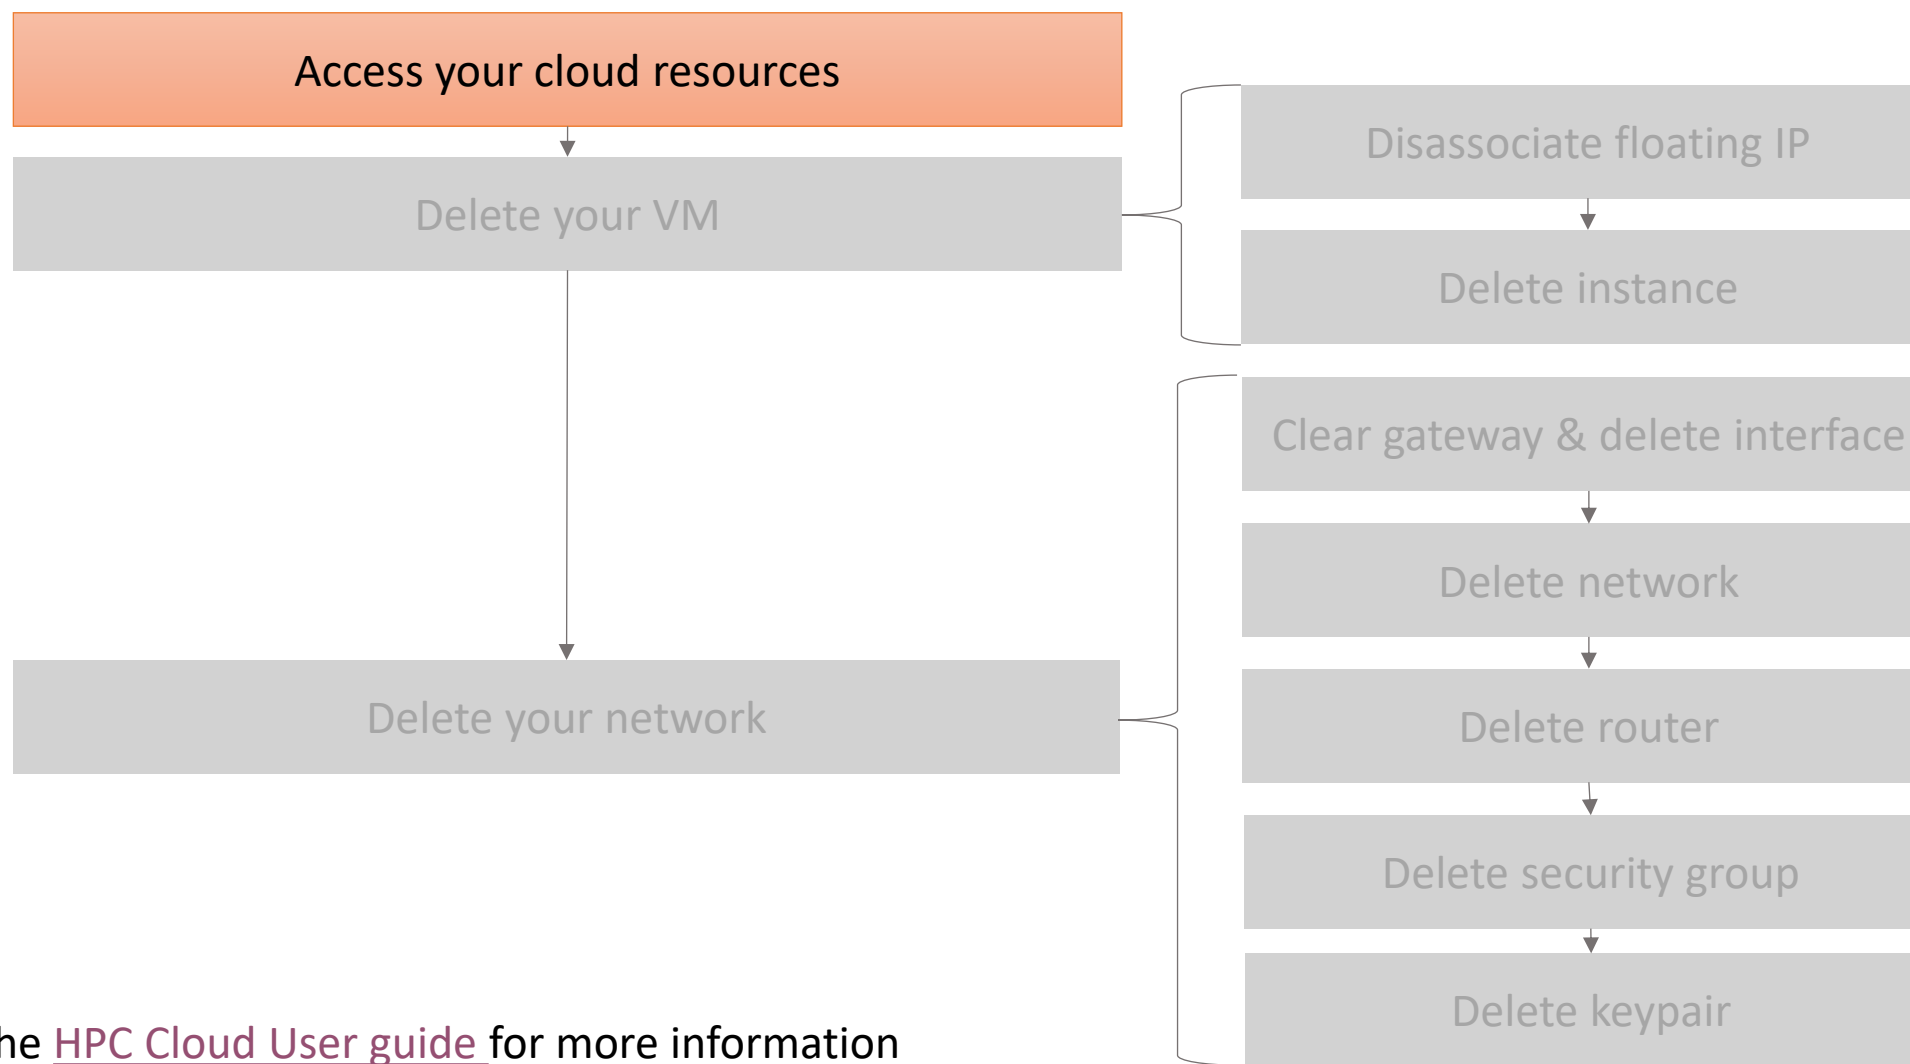 Access your cloud resources
Delete your VM
Disassociate floating IP
Delete instance
Delete your network
Clear gateway & delete interface
Delete network
Delete router
Delete security group
Delete keypair
HPC Cloud User guide for more information